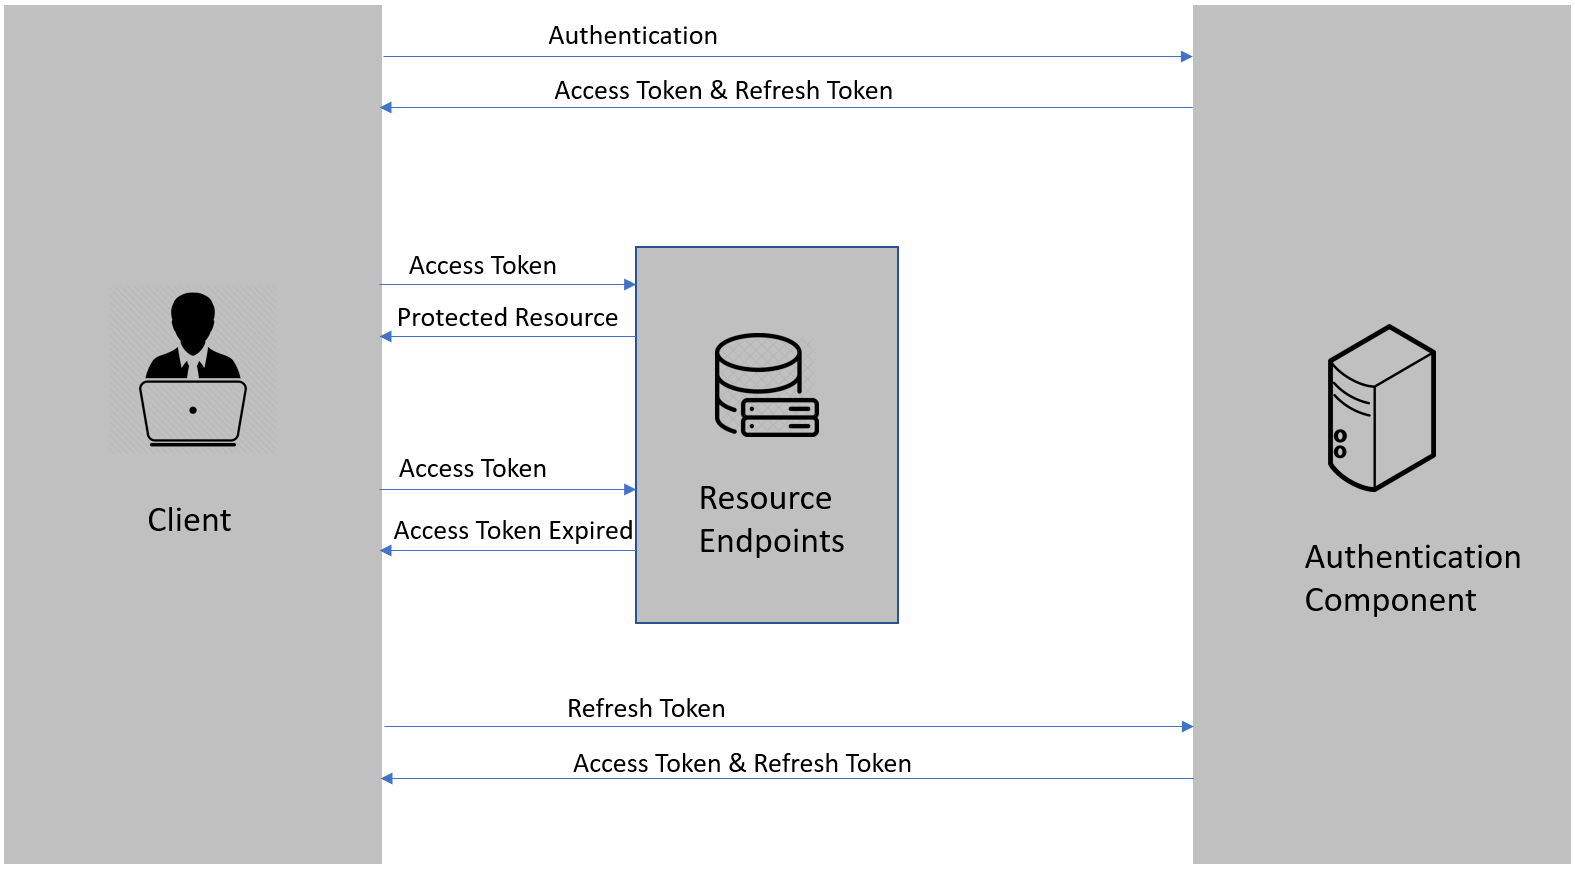 Authentication
Access Token & Refresh Token
Access Token
Protected Resource
Access Token
Access Token Expired
Client
Resource
Endpoints
Authentication
Component
Refresh Token
Access Token & Refresh Token